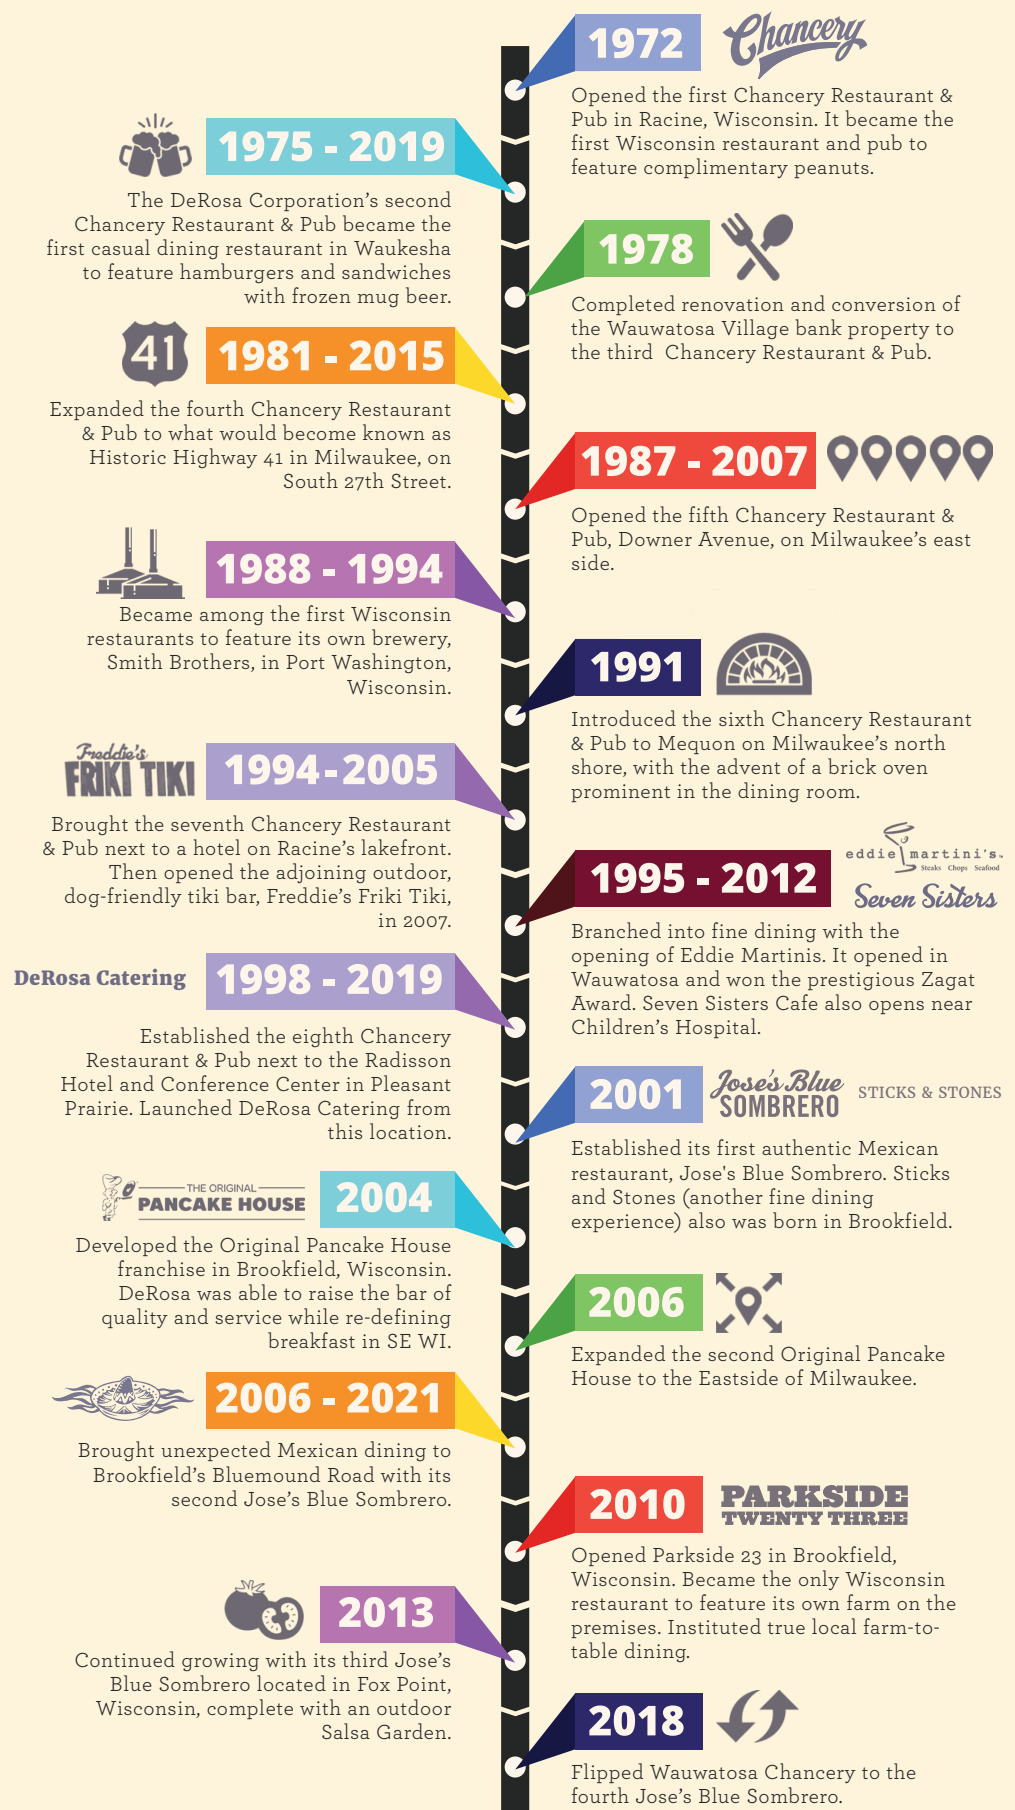 1972
Chancery
Opened the first Chancery Restaurant &
Pub in Racine, Wisconsin. It became the
first Wisconsin restaurant and pub to
feature complimentary peanuts.
1975 - 2019
The DeRosa Corporation’s second
Chancery Restaurant & Pub became the
first casual dining restaurant in Waukesha
to feature hamburgers and sandwiches
with frozen mug beer.
1978
Completed renovation and conversion of
the Wauwatosa Village bank property to
the third  Chancery Restaurant & Pub.
41
1981 - 2015
Expanded the fourth Chancery Restaurant
& Pub to what would become known as
Historic Highway 41 in Milwaukee, on
South 27th Street.
1987 - 2007
Opened the fifth Chancery Restaurant &
Pub, Downer Avenue, on Milwaukee’s east
side.
1988 - 1994
Became among the first Wisconsin
restaurants to feature its own brewery,
Smith Brothers, in Port Washington,
Wisconsin.
1991
Introduced the sixth Chancery Restaurant
& Pub to Mequon on Milwaukee’s north
shore, with the advent of a brick oven
prominent in the dining room.
Freddie's
FRIKI TIKI
1994-2005
Brought the seventh Chancery Restaurant
& Pub next to a hotel on Racine’s lakefront.
Then opened the adjoining outdoor,
dog-friendly tiki bar, Freddie’s Friki Tiki,
in 2007.
1995 - 2012
eddie martini's™
Steaks Chops Seafood
Seven Sisters
Branched into fine dining with the
opening of Eddie Martinis. It opened in
Wauwatosa and won the prestigious Zagat
Award. Seven Sisters Cafe also opens near
Children’s Hospital.
DeRosa Catering
1998 - 2019
Established the eighth Chancery
Restaurant & Pub next to the Radisson
Hotel and Conference Center in Pleasant
Prairie. Launched DeRosa Catering from
this location.
2001
Jose's Blue
SOMBRERO
STICKS & STONES
Established its first authentic Mexican
restaurant, Jose's Blue Sombrero. Sticks
and Stones (another fine dining
experience) also was born in Brookfield.
THE ORIGINAL
PANCAKE HOUSE
2004
Developed the Original Pancake House
franchise in Brookfield, Wisconsin.
DeRosa was able to raise the bar of
quality and service while re-defining
breakfast in SE WI.
2006
Expanded the second Original Pancake
House to the Eastside of Milwaukee.
2006 - 2021
Brought unexpected Mexican dining to
Brookfield’s Bluemound Road with its
second Jose’s Blue Sombrero.
2010
PARKSIDE
TWENTY THREE
Opened Parkside 23 in Brookfield,
Wisconsin. Became the only Wisconsin
restaurant to feature its own farm on the
premises. Instituted true local farm-to-
table dining.
2013
Continued growing with its third Jose’s
Blue Sombrero located in Fox Point,
Wisconsin, complete with an outdoor
Salsa Garden.
2018
Flipped Wauwatosa Chancery to the
fourth Jose’s Blue Sombrero.